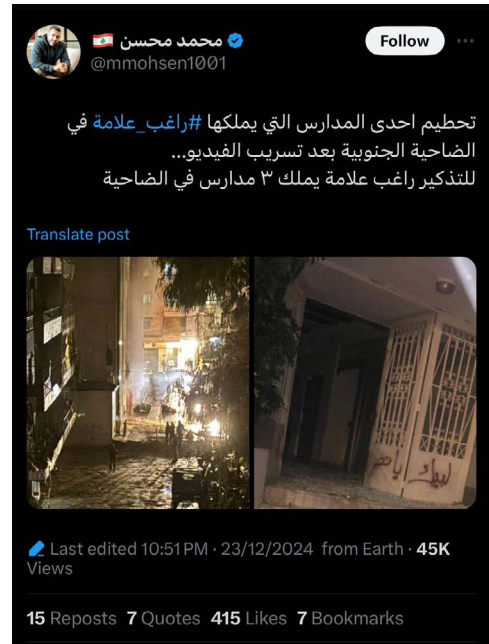 محمد محسن
Follow
@mmohsen1001
تحطيم احدى المدارس التي يملكها #راغب_علامة في
الضاحية الجنوبية بعد تسريب الفيديو...
للتذكير راغب علامة يملك ٣ مدارس في الضاحية
Translate post
لبيك يا نصر
Last edited 10:51 PM · 23/12/2024 from Earth · 45K
Views
15 Reposts 7 Quotes 415 Likes 7 Bookmarks